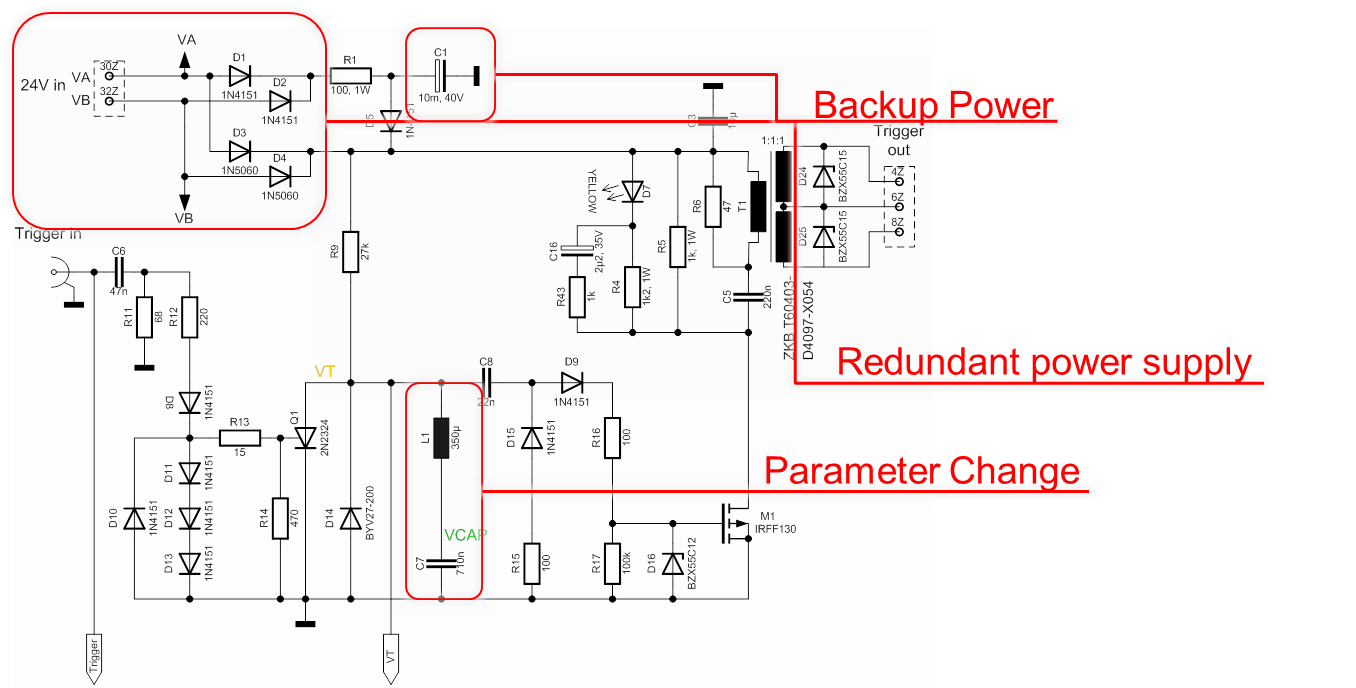 VA
24V in
VA
30Z
VB
32Z
D1
1N4151
D2
1N4151
D3
1N5060
D4
1N5060
VB
R1
100, 1W
C1
10m, 40V
D5
Backup Power
Trigger
out
1:1:1
D24
BZX55C15
D25
BZX55C15
4Z
6Z
8Z
T1
R6
47
R5
1k, 1W
YELLOW
D7
C16
2µ2, 35V
R43
1k
R4
1k2, 1W
C5
220n
ZKB T60403-
D4097-X054
Redundant power supply
Trigger in
C6
47n
R11
68
R12
220
R9
27k
VT
D8
1N4151
R13
15
Q1
2N2324
D10
1N4151
D11
1N4151
D12
1N4151
D13
1N4151
R14
470
D14
BYV27-200
L1
350µ
VCAP
C7
710n
C8
22n
D9
1N4151
D15
1N4151
R16
100
R15
100
R17
100k
D16
BZX55C12
M1
IRFF130
Parameter Change
Trigger
VT